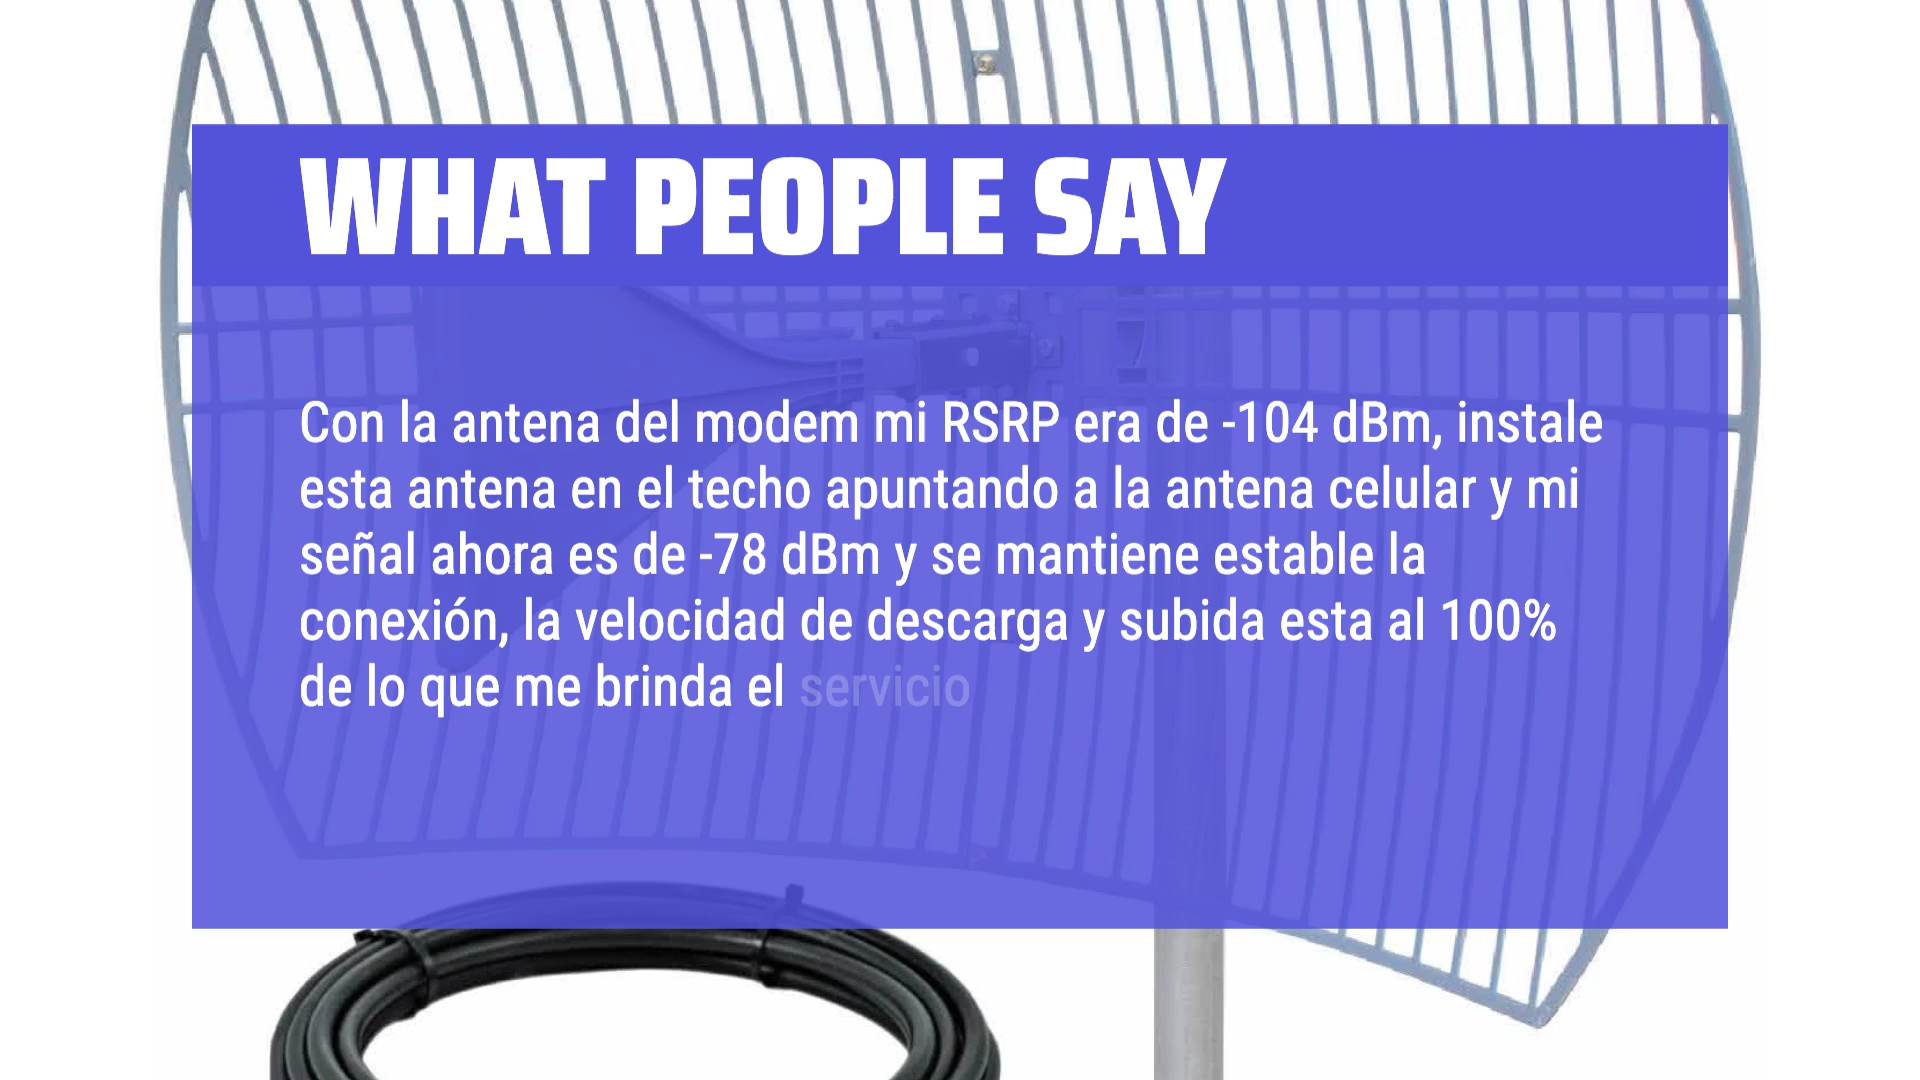 WHAT PEOPLE SAY
Con la antena del modem mi RSRP era de -104 dBm, instale
esta antena en el techo apuntando a la antena celular y mi
señal ahora es de -78 dBm y se mantiene estable la
conexión, la velocidad de descarga y subida esta al 100%
de lo que me brinda el servicio